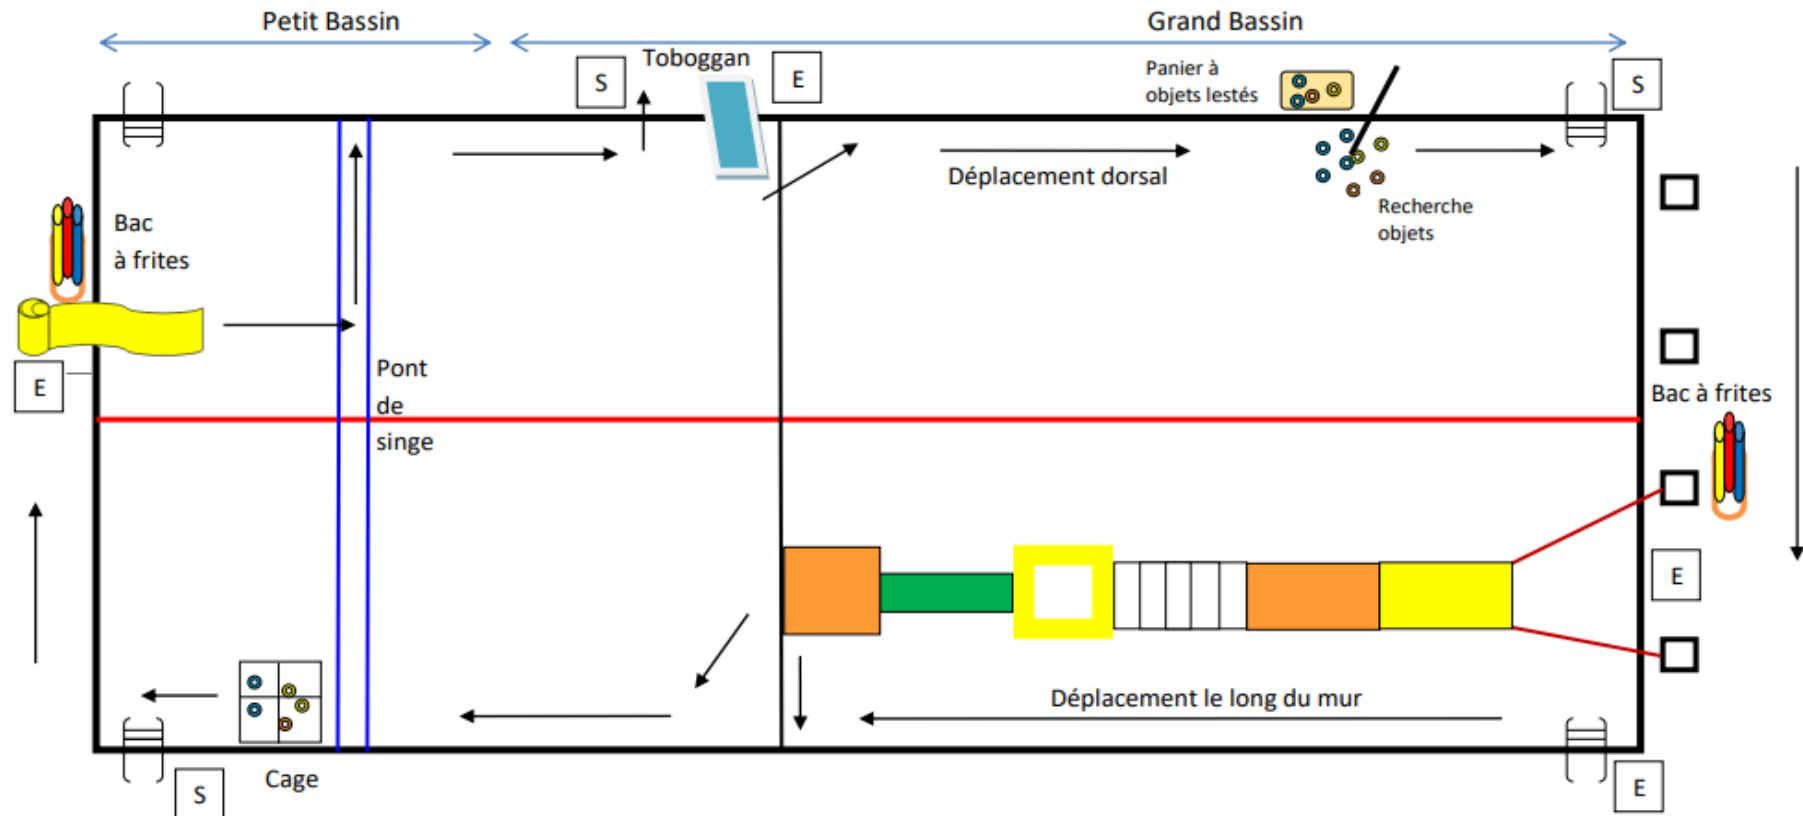 Petit Bassin
Grand Bassin
S
Toboggan
E
Panier à
objets lestés
S
Déplacement dorsal
Recherche
objets
Bac
à frites
E
Pont
de
singe
Bac à frites
E
Déplacement le long du mur
S
Cage
E